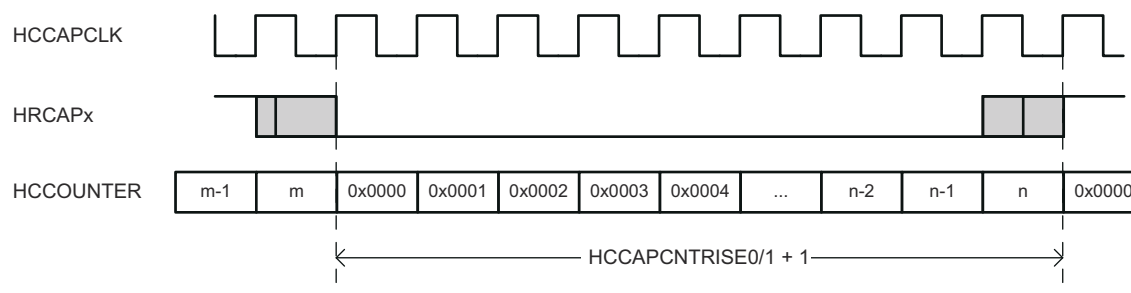 HCCAPCLK
HRCAPx
HCCOUNTER m-1 m 0x0000 0x0001 0x0002 0x0003 0x0004 ... n-2 n-1 n 0x0000
HCCAPCNTRISE0/1 + 1